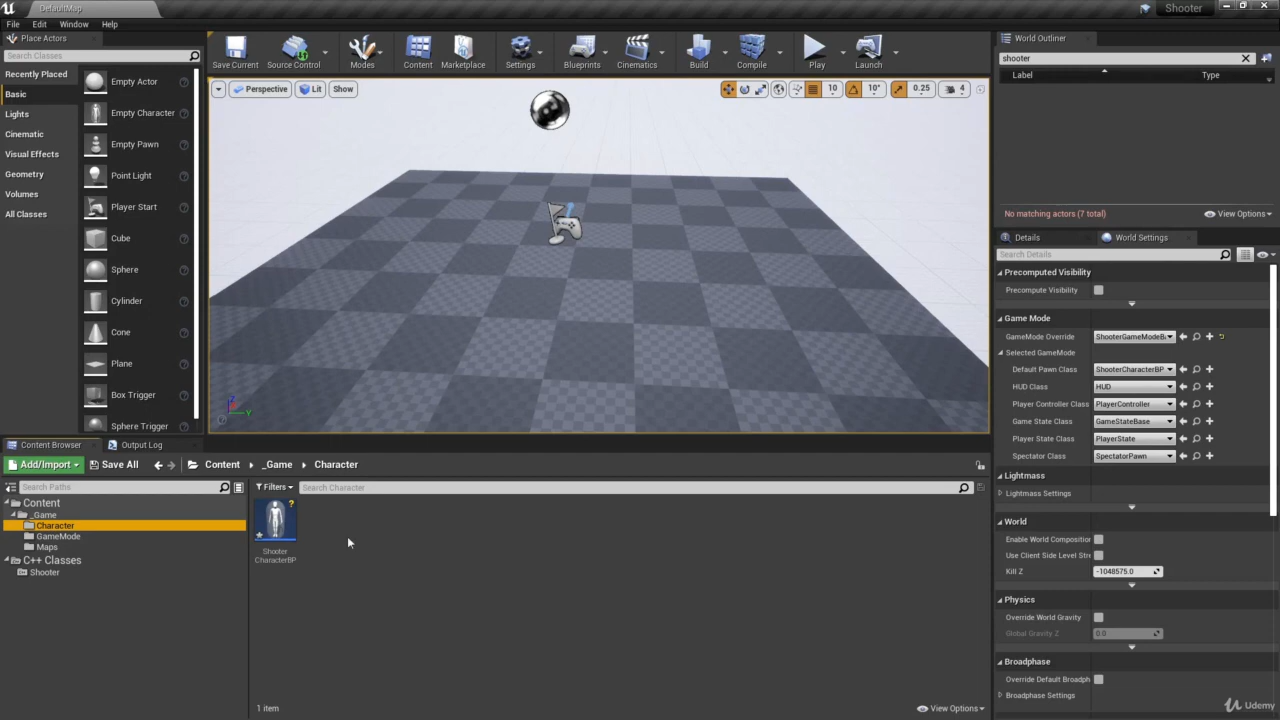 DefaultMap
Shooter
File Edit Window Help
Place Actors
Search Classes
Recently Placed
Basic
Lights
Cinematic
Visual Effects
Geometry
Volumes
All Classes
Empty Actor
Empty Character
Empty Pawn
Point Light
Player Start
Cube
Sphere
Cylinder
Cone
Plane
Box Trigger
Sphere Trigger
Save Current Source Control Modes Content Marketplace Settings Blueprints Cinematics Build Compile Play Launch
Perspective Lit Show 10 10° 0.25 4
Z
Y
World Outliner
shooter
Label Type
No matching actors (7 total) View Options
Details World Settings
Search Details
Precomputed Visibility
Precompute Visibility
Game Mode
GameMode Override ShooterGameModeB
Selected GameMode
Default Pawn Class ShooterCharacterBP
HUD Class HUD
Player Controller Class PlayerController
Game State Class GameStateBase
Player State Class PlayerState
Spectator Class SpectatorPawn
Lightmass
Lightmass Settings
World
Enable World Compositior
Use Client Side Level Stre
Kill Z -1048575.0
Physics
Override World Gravity
Global Gravity Z 0.0
Broadphase
Override Default Broadph
Broadphase Settings
Content Browser Output Log
Add/Import Save All Content _Game Character
Search Paths Filters Search Character
Content
_Game
Character
GameMode
Maps
C++ Classes
Shooter
Shooter
CharacterBP
1 item View Options
Udemy